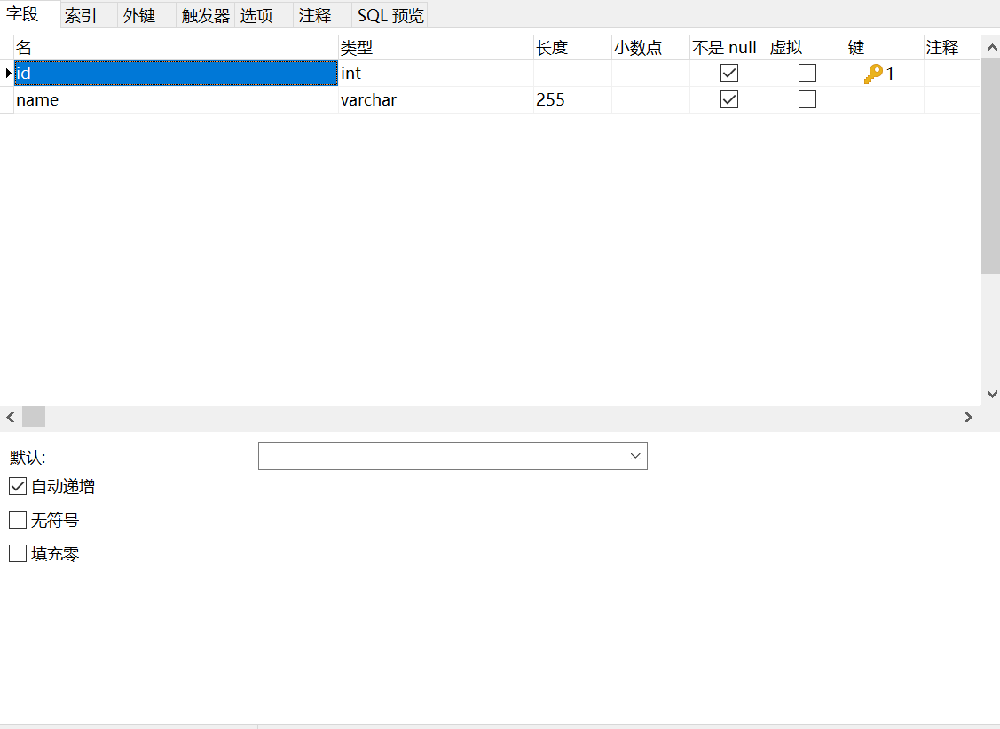 字段 索引 外键 触发器 选项 注释 SQL 预览
名 类型 长度 小数点 不是 null 虚拟 键 注释
id int 1
name varchar 255
默认:
自动递增
无符号
填充零